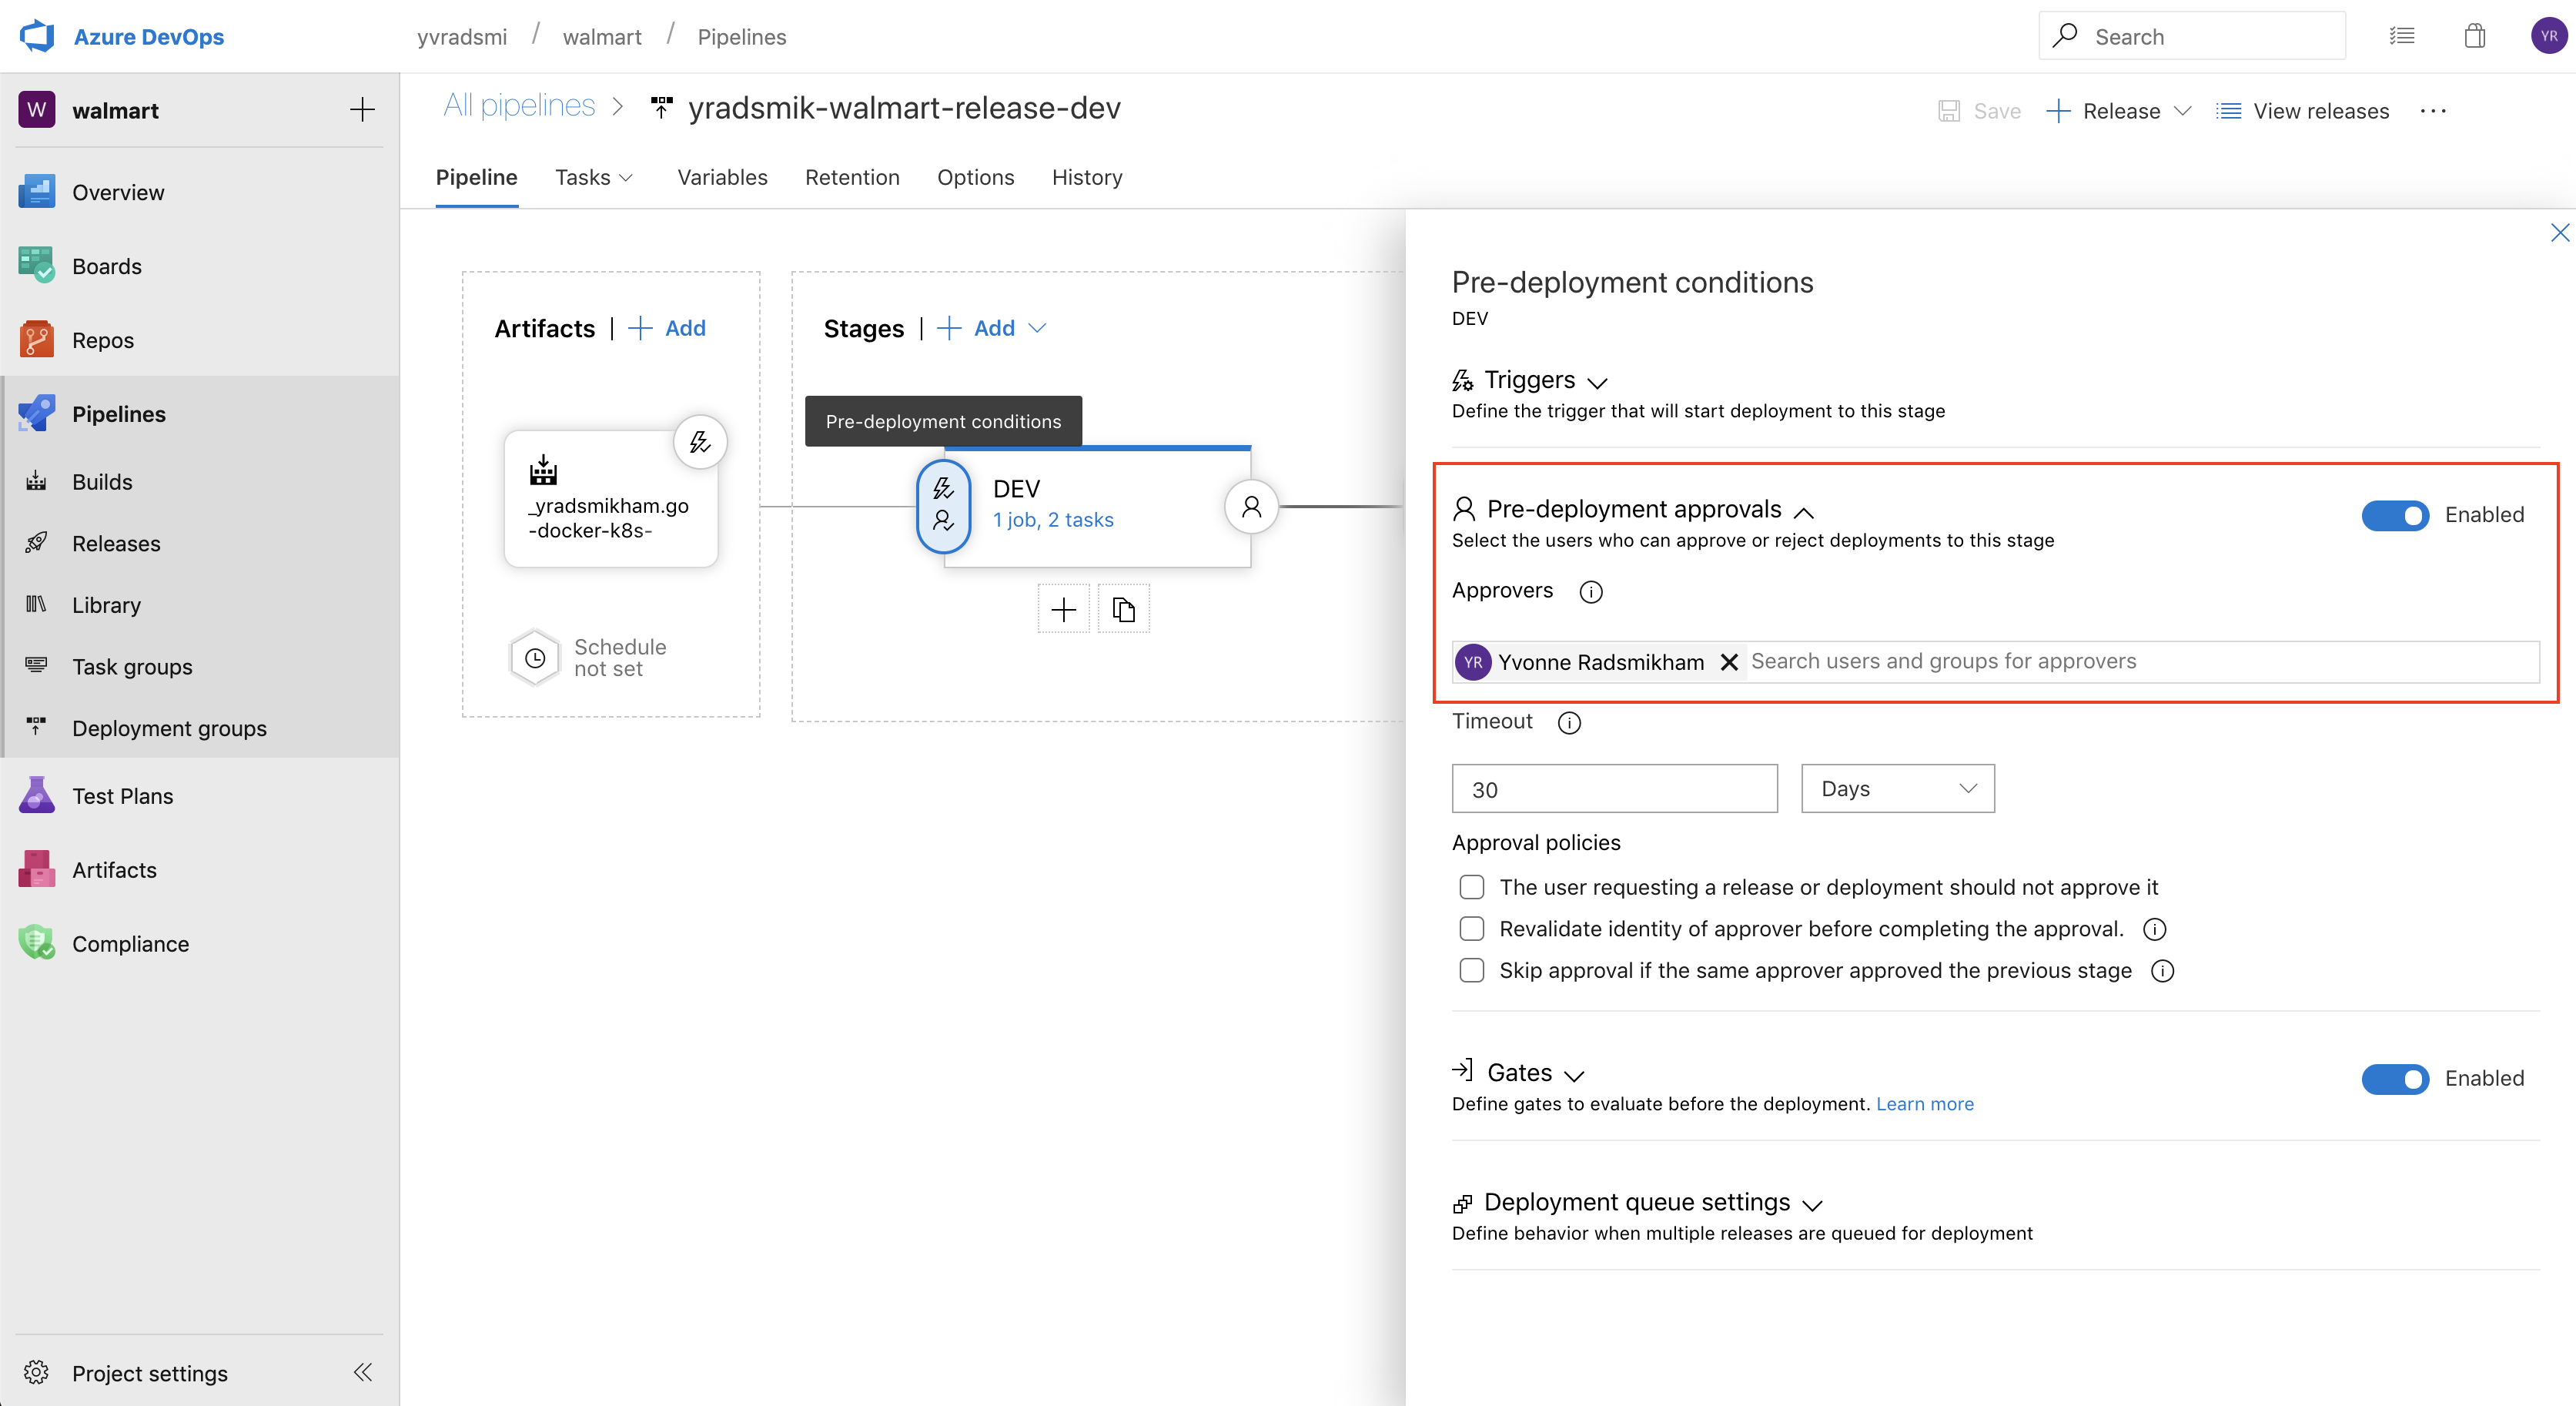 Azure DevOps
yvradsmi / walmart / Pipelines
Search
YR
W walmart
Overview
Boards
Repos
Pipelines
Builds
Releases
Library
Task groups
Deployment groups
Test Plans
Artifacts
Compliance
Project settings
All pipelines > yradsmik-walmart-release-dev
Save
Release
View releases
Pipeline
Tasks
Variables
Retention
Options
History
Artifacts | + Add
Stages | + Add
Pre-deployment conditions
_yradsmikham.go
-docker-k8s-
DEV
1 job, 2 tasks
Schedule
not set
Pre-deployment conditions
DEV
Triggers
Define the trigger that will start deployment to this stage
Pre-deployment approvals
Enabled
Select the users who can approve or reject deployments to this stage
Approvers
YR Yvonne Radsmikham Search users and groups for approvers
Timeout
30
Days
Approval policies
The user requesting a release or deployment should not approve it
Revalidate identity of approver before completing the approval.
Skip approval if the same approver approved the previous stage
Gates
Enabled
Define gates to evaluate before the deployment. Learn more
Deployment queue settings
Define behavior when multiple releases are queued for deployment